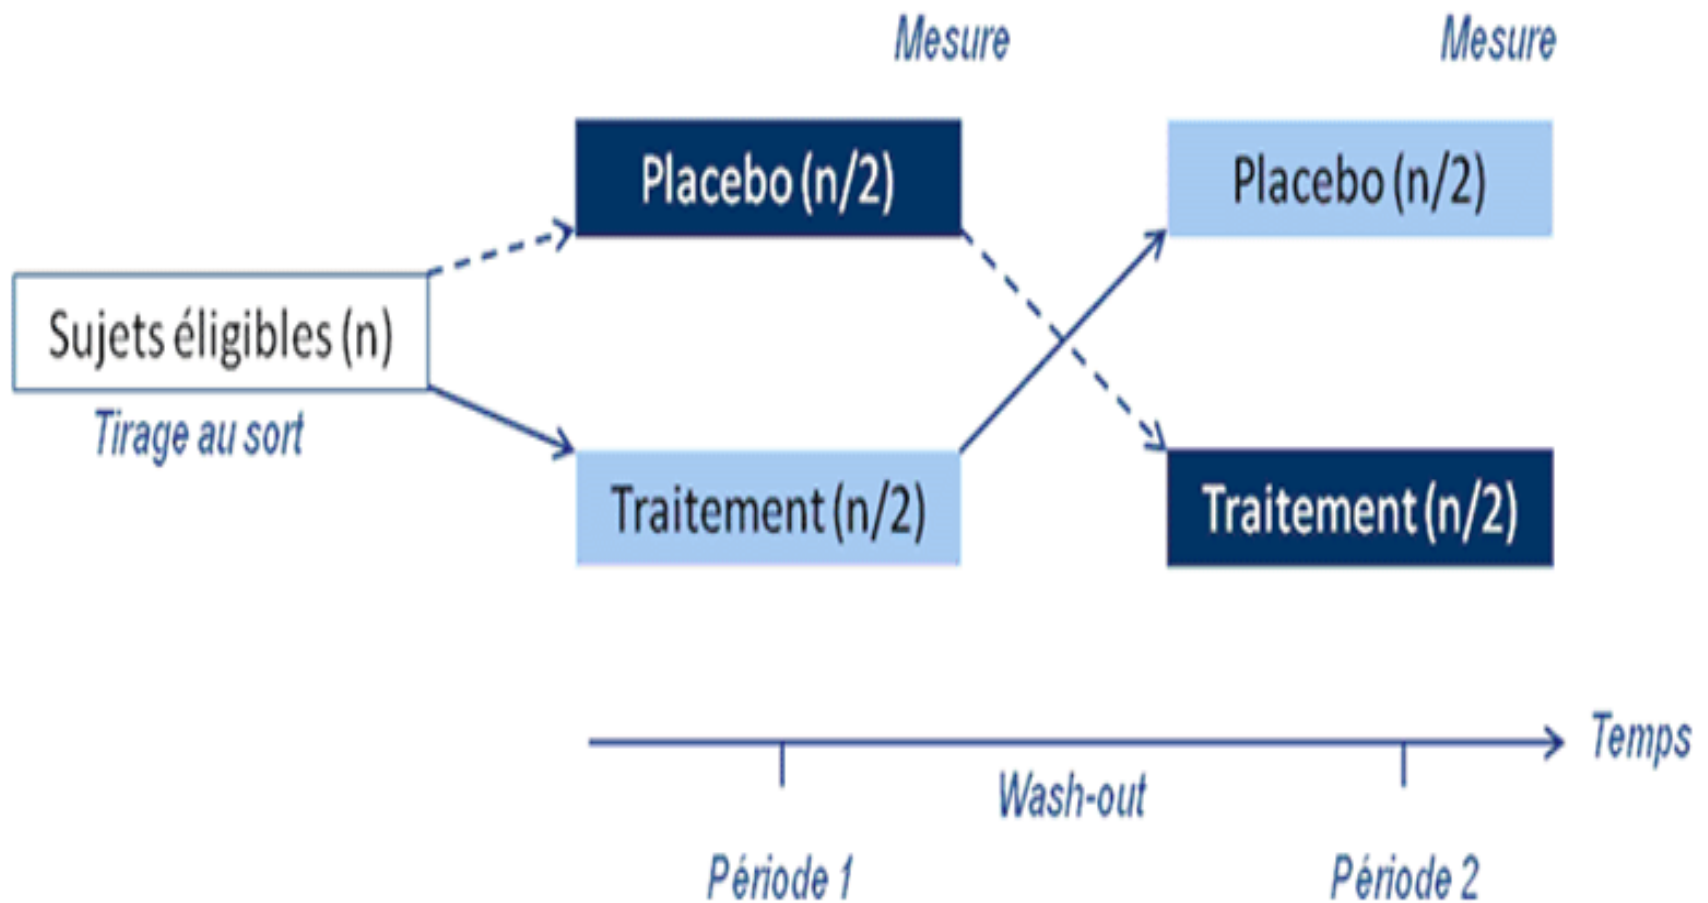 Mesure Mesure
Placebo (n/2) Placebo (n/2)
Sujets éligibles (n)
Tirage au sort
Traitement (n/2) Traitement (n/2)
Temps
Wash-out
Période 1 Période 2